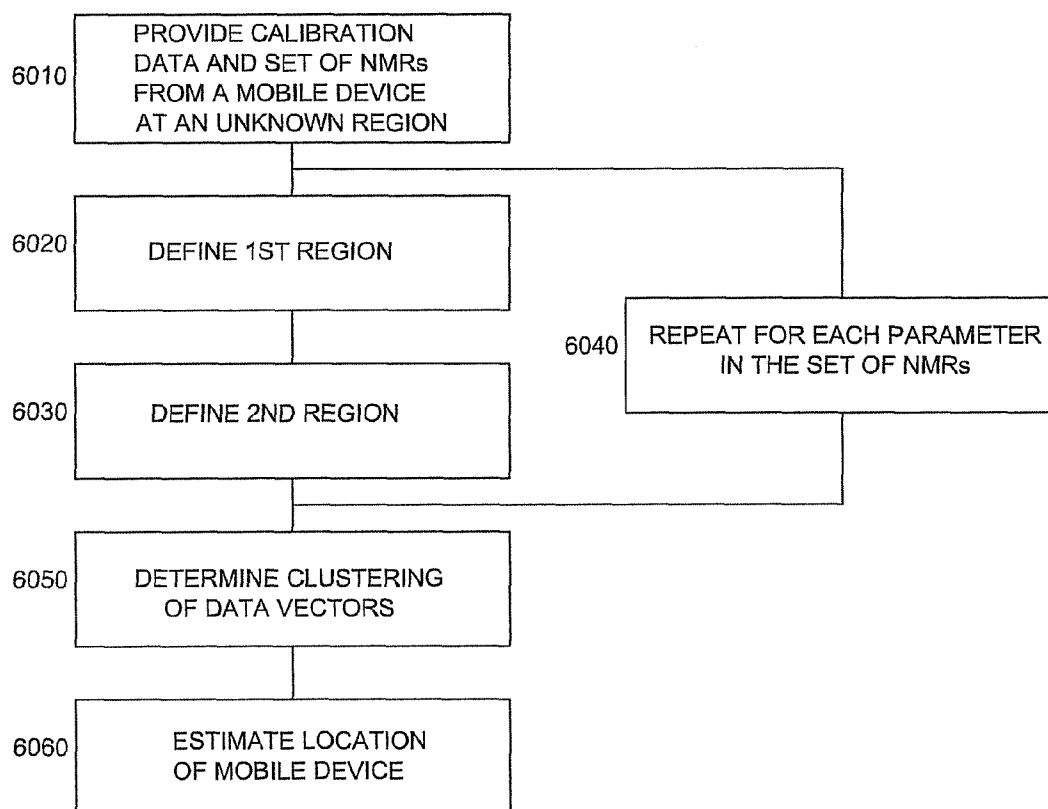 6010
PROVIDE CALIBRATION
DATA AND SET OF NMRs
FROM A MOBILE DEVICE
AT AN UNKNOWN REGION
6020
DEFINE 1ST REGION
6030
DEFINE 2ND REGION
6040
REPEAT FOR EACH PARAMETER
IN THE SET OF NMRs
6050
DETERMINE CLUSTERING
OF DATA VECTORS
6060
ESTIMATE LOCATION
OF MOBILE DEVICE